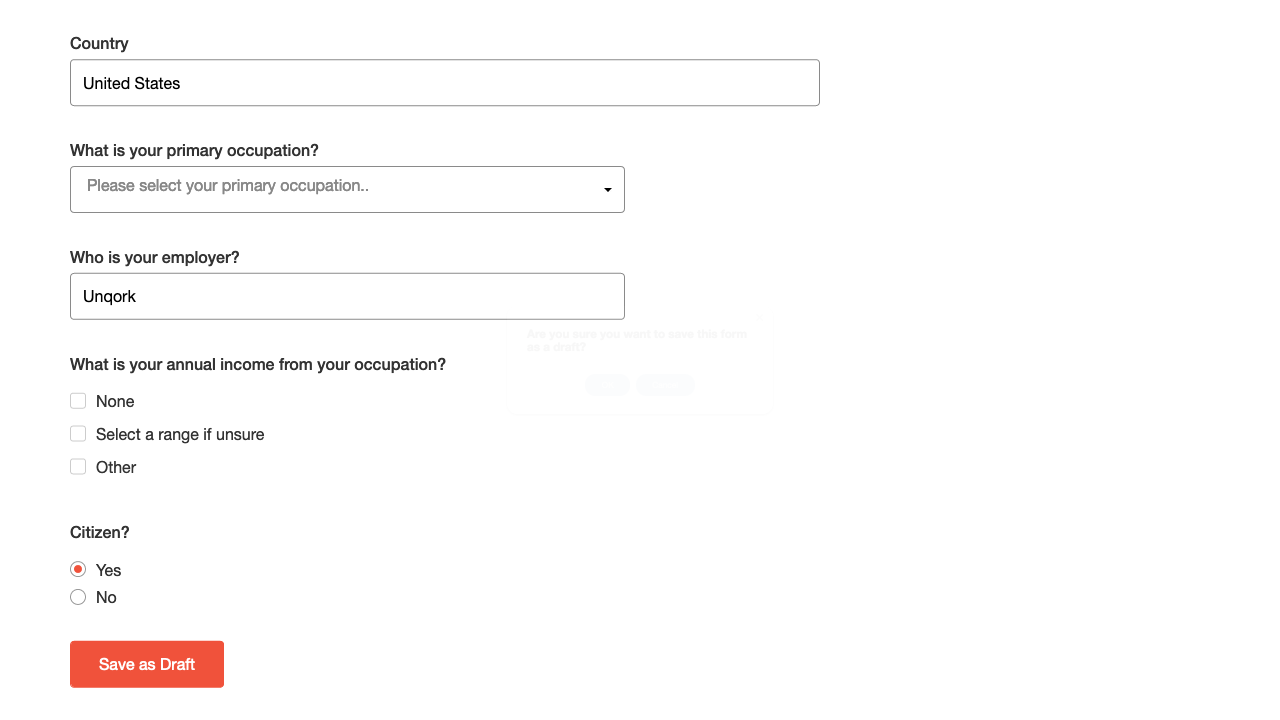 Country
United States
What is your primary occupation?
Please select your primary occupation..
Who is your employer?
Unqork
Are you sure you want to save this form
as a draft?
What is your annual income from your occupation?
None
Select a range if unsure
Other
Citizen?
Yes
No
Save as Draft